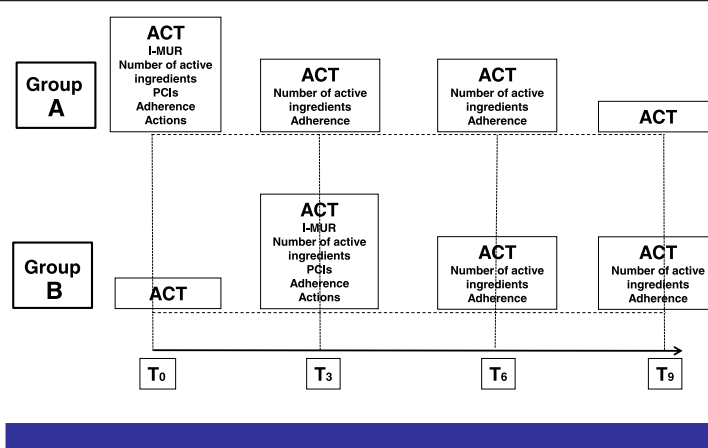 Group
A
ACT
I-MUR
Number of active
ingredients
PCIs
Adherence
Actions
ACT
Number of active
ingredients
Adherence
ACT
Number of active
ingredients
Adherence
ACT
Group
B
ACT
ACT
I-MUR
Number of active
ingredients
PCIs
Adherence
Actions
ACT
Number of active
ingredients
Adherence
ACT
Number of active
ingredients
Adherence
T0
T3
T6
T9